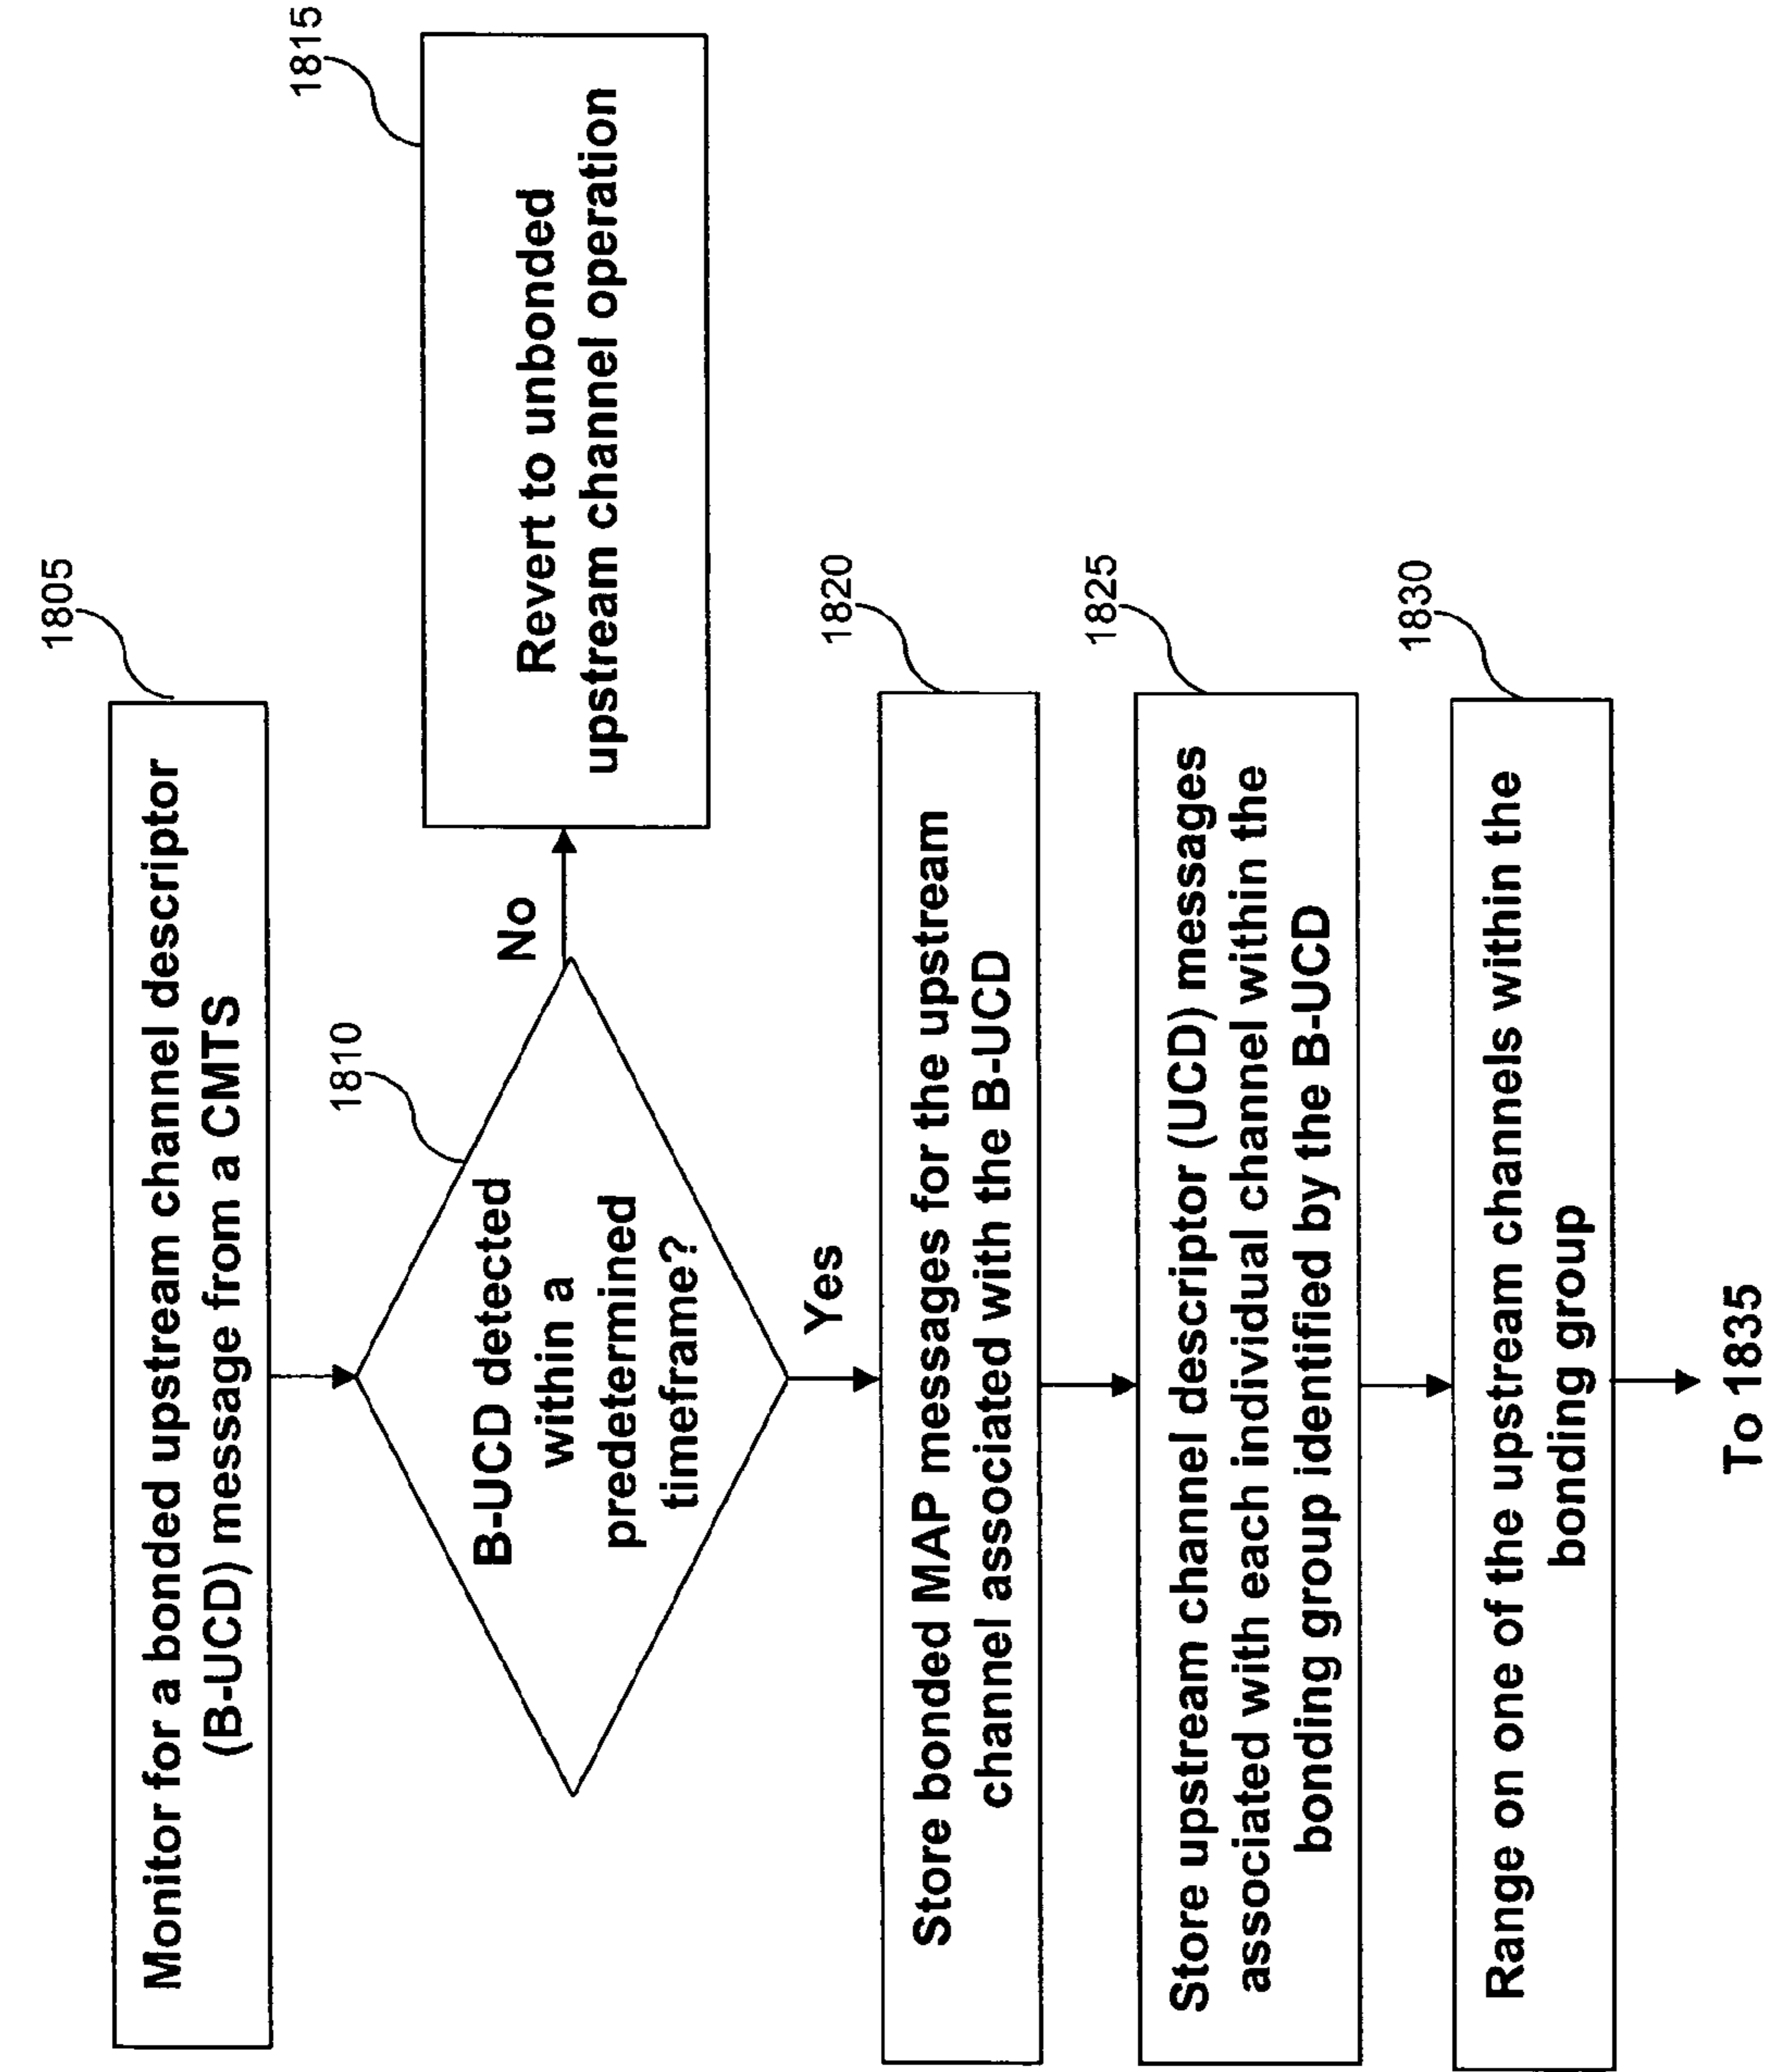 1805
Monitor for a bonded upstream channel descriptor
(B-UCD) message from a CMTS
1810
B-UCD detected
within a
predetermined
timeframe?
No
1815
Revert to unbonded
upstream channel operation
Yes
1820
Store bonded MAP messages for the upstream
channel associated with the B-UCD
1825
Store upstream channel descriptor (UCD) messages
associated with each individual channel within the
bonding group identified by the B-UCD
1830
Range on one of the upstream channels within the
bonding group
To 1835